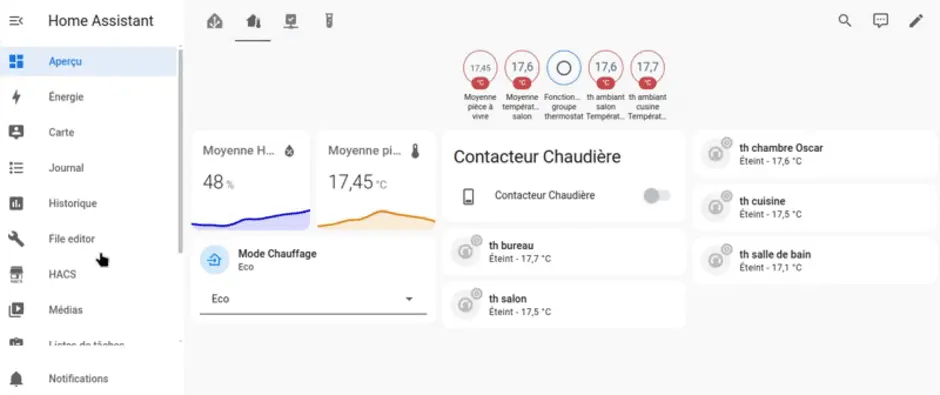 Home Assistant
Aperçu
Énergie
Carte
Journal
Historique
File editor
HACS
HACS
Médias
Listes de tâches
Notifications
17,45
°C
Moyenne
pièce à
vivre
17,6
°C
Moyenne
températ...
salon
Fonction...
groupe
thermostat
17,6
°C
th ambiant
salon
Températ...
17,7
°C
th ambiant
cuisine
Températ...
Moyenne H...
48 %
Moyenne pi...
17,45 °C
Mode Chauffage
Eco
Eco
Contacteur Chaudière
Contacteur Chaudière
th bureau
Éteint - 17,7 °C
th salon
Éteint - 17,5 °C
th chambre Oscar
Éteint - 17,6 °C
th cuisine
Éteint - 17,5 °C
th salle de bain
Éteint - 17,1 °C